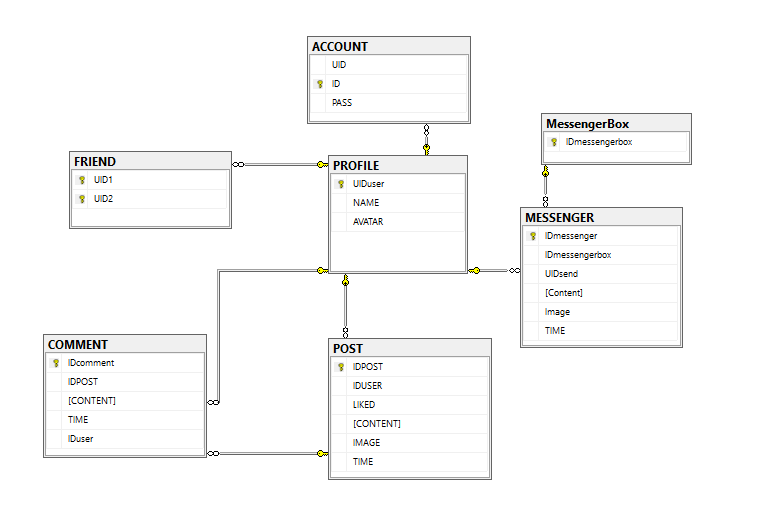 ACCOUNT
UID
ID
PASS
MessengerBox
IDmessengerbox
FRIEND
UID1
UID2
PROFILE
UIDuser
NAME
AVATAR
MESSENGER
IDmessenger
IDmessengerbox
UIDsend
[Content]
Image
TIME
COMMENT
IDcomment
IDPOST
[CONTENT]
TIME
IDuser
POST
IDPOST
IDUSER
LIKED
[CONTENT]
IMAGE
TIME